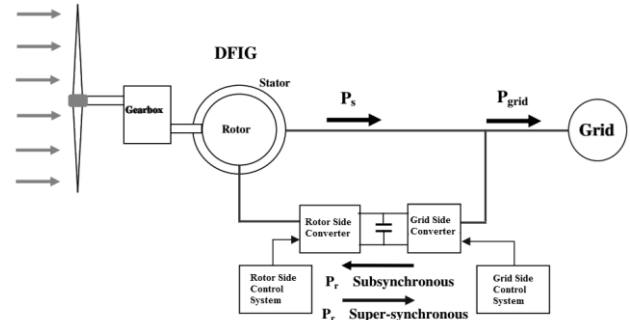 DFIG
Stator
Gearbox
Rotor
Ps
Pgrid
Grid
Rotor Side
Converter
Grid Side
Converter
Rotor Side
Control
System
Pr Subsynchronous
Pr Super-synchronous
Grid Side
Control
System